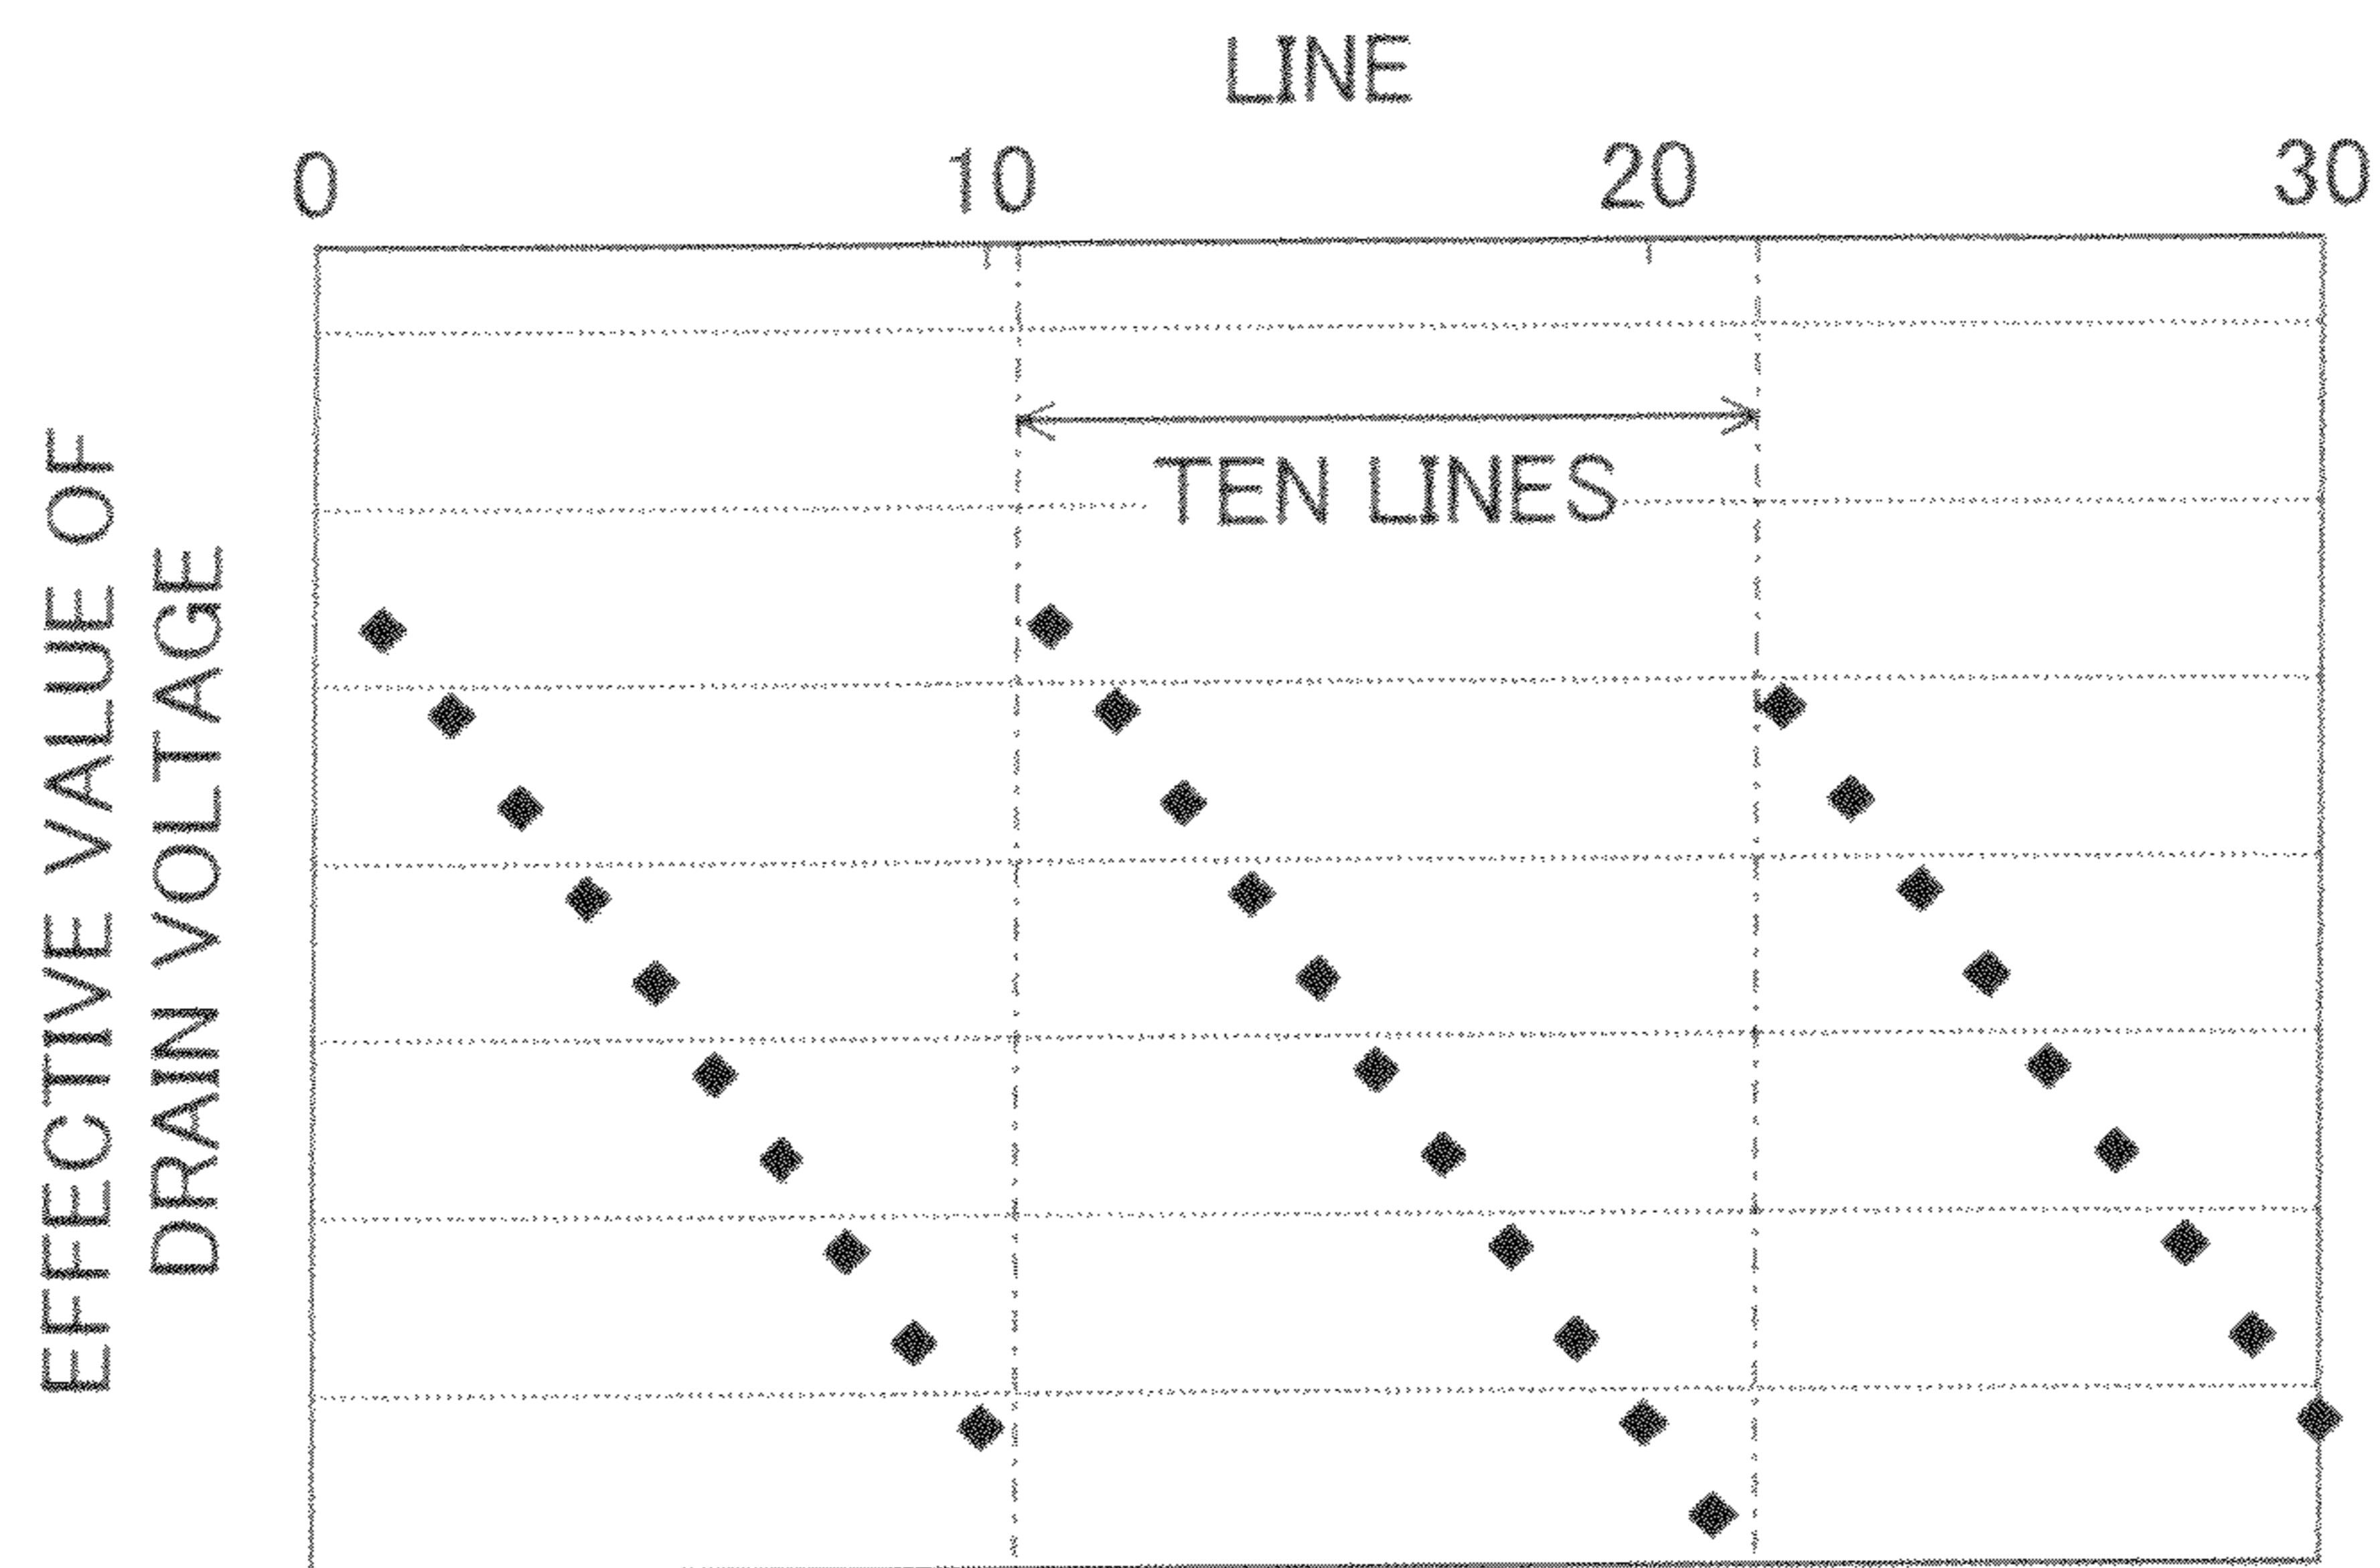 LINE
0 10 20 30
TEN LINES
EFFECTIVE VALUE OF
DRAIN VOLTAGE